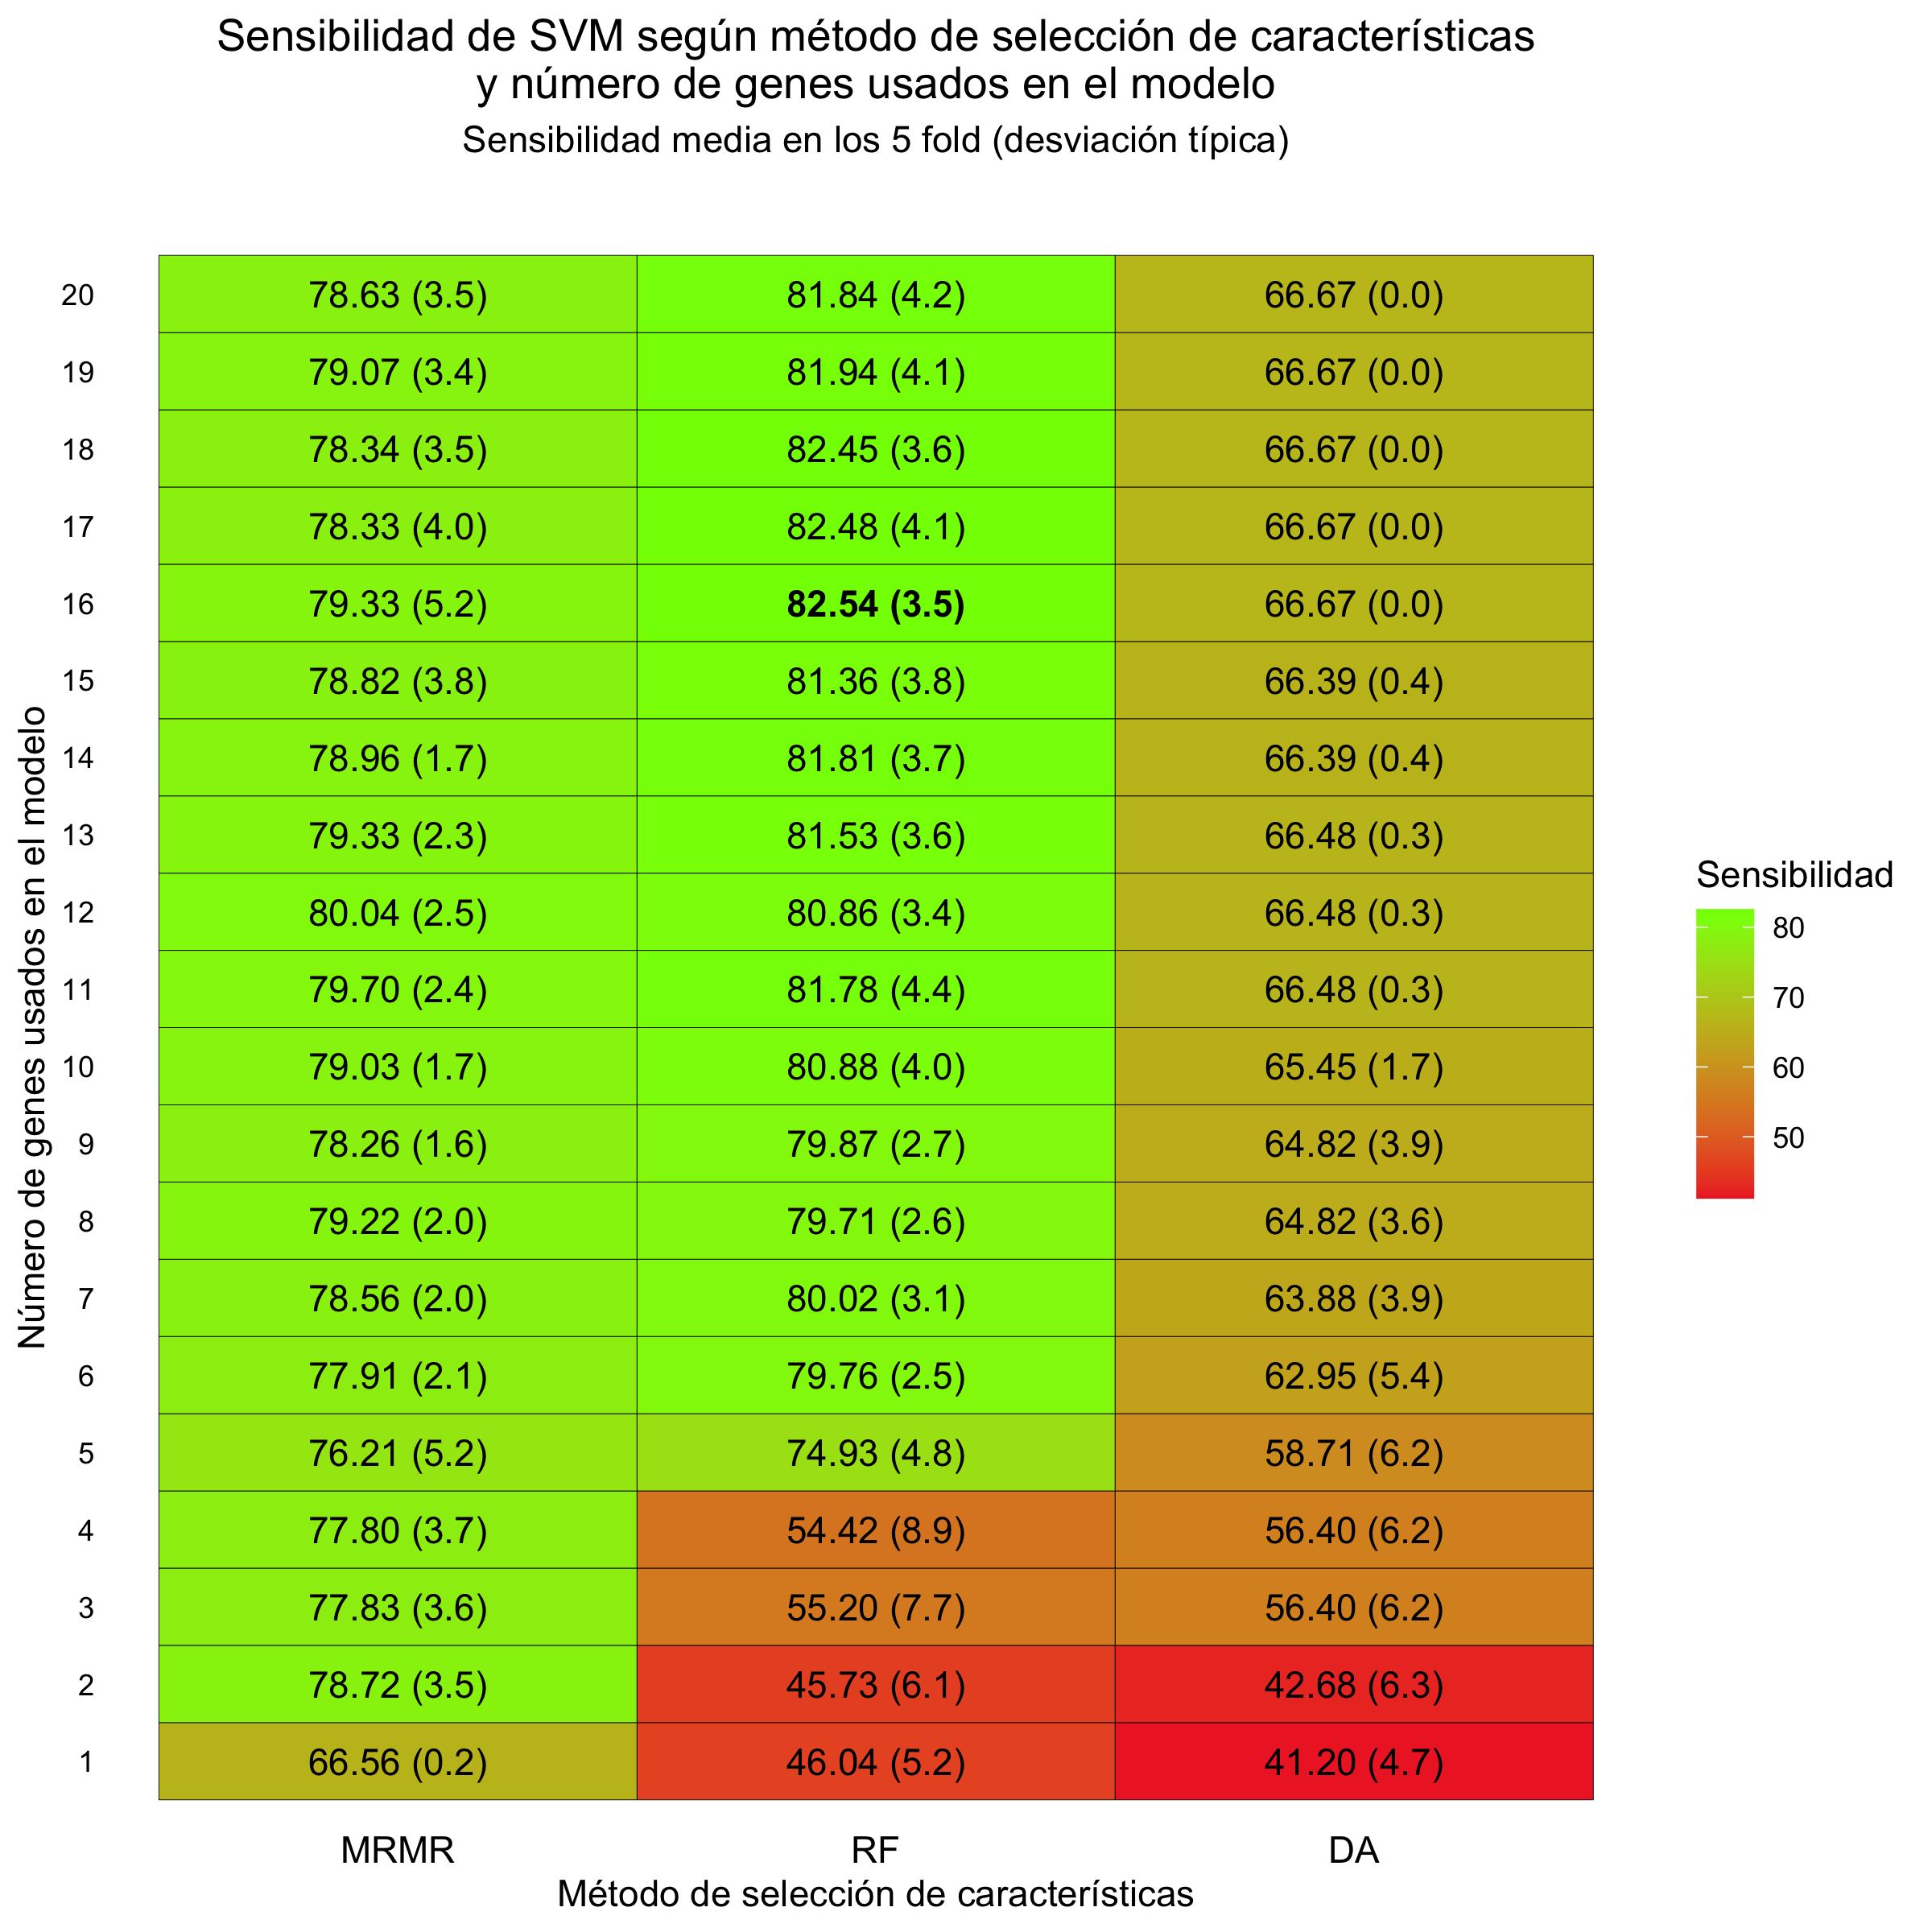 Sensibilidad de SVM según método de selección de características
y número de genes usados en el modelo
Sensibilidad media en los 5 fold (desviación típica)
Número de genes usados en el modelo
20 78.63 (3.5) 81.84 (4.2) 66.67 (0.0)
19 79.07 (3.4) 81.94 (4.1) 66.67 (0.0)
18 78.34 (3.5) 82.45 (3.6) 66.67 (0.0)
17 78.33 (4.0) 82.48 (4.1) 66.67 (0.0)
16 79.33 (5.2) 82.54 (3.5) 66.67 (0.0)
15 78.82 (3.8) 81.36 (3.8) 66.39 (0.4)
14 78.96 (1.7) 81.81 (3.7) 66.39 (0.4)
13 79.33 (2.3) 81.53 (3.6) 66.48 (0.3)
12 80.04 (2.5) 80.86 (3.4) 66.48 (0.3)
11 79.70 (2.4) 81.78 (4.4) 66.48 (0.3)
10 79.03 (1.7) 80.88 (4.0) 65.45 (1.7)
9 78.26 (1.6) 79.87 (2.7) 64.82 (3.9)
8 79.22 (2.0) 79.71 (2.6) 64.82 (3.6)
7 78.56 (2.0) 80.02 (3.1) 63.88 (3.9)
6 77.91 (2.1) 79.76 (2.5) 62.95 (5.4)
5 76.21 (5.2) 74.93 (4.8) 58.71 (6.2)
4 77.80 (3.7) 54.42 (8.9) 56.40 (6.2)
3 77.83 (3.6) 55.20 (7.7) 56.40 (6.2)
2 78.72 (3.5) 45.73 (6.1) 42.68 (6.3)
1 66.56 (0.2) 46.04 (5.2) 41.20 (4.7)
MRMR RF DA
Método de selección de características
Sensibilidad
80
70
60
50